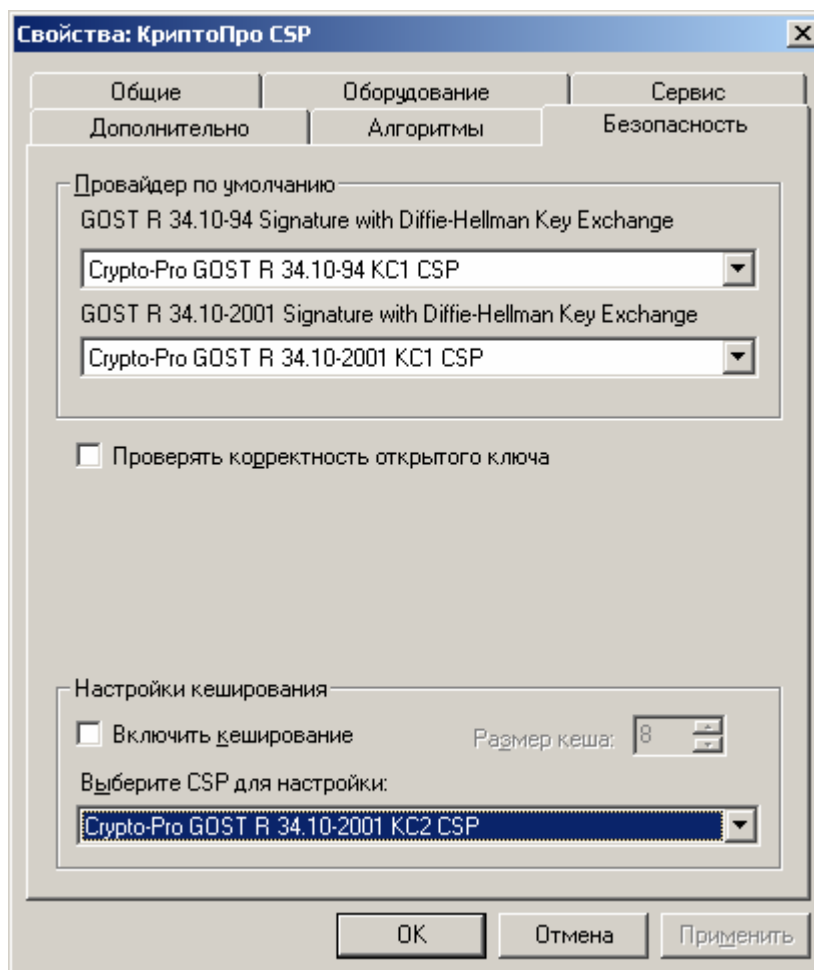 Свойства: КриптоПро CSP
Общие Оборудование Сервис
Дополнительно Алгоритмы Безопасность
Провайдер по умолчанию
GOST R 34.10-94 Signature with Diffie-Hellman Key Exchange
Crypto-Pro GOST R 34.10-94 KC1 CSP
GOST R 34.10-2001 Signature with Diffie-Hellman Key Exchange
Crypto-Pro GOST R 34.10-2001 KC1 CSP
Проверять корректность открытого ключа
Настройки кеширования
Включить кеширование Размер кеша: 8
Выберите CSP для настройки:
Crypto-Pro GOST R 34.10-2001 KC2 CSP
OK Отмена Применить